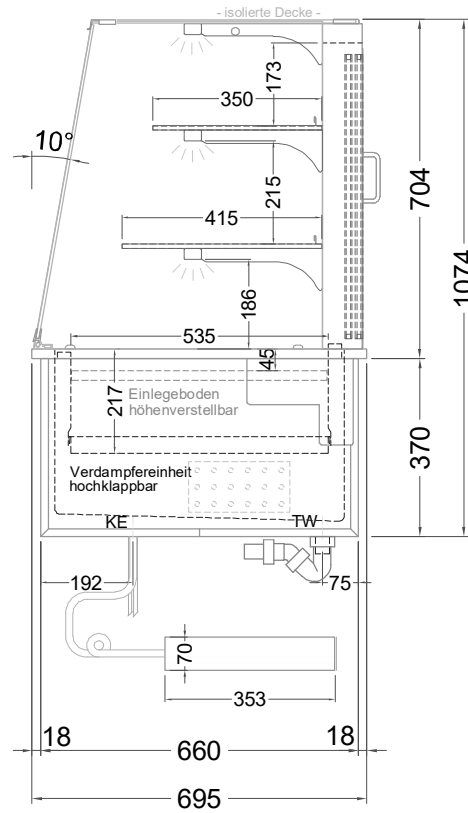 - isolierte Decke -
173
350
10°
215
704
415
1074
186
535
45
217
Einlegeboden
höhenverstellbar
370
Verdampfereinheit
hochklappbar
KE
TW
192
75
70
353
18
660
18
695